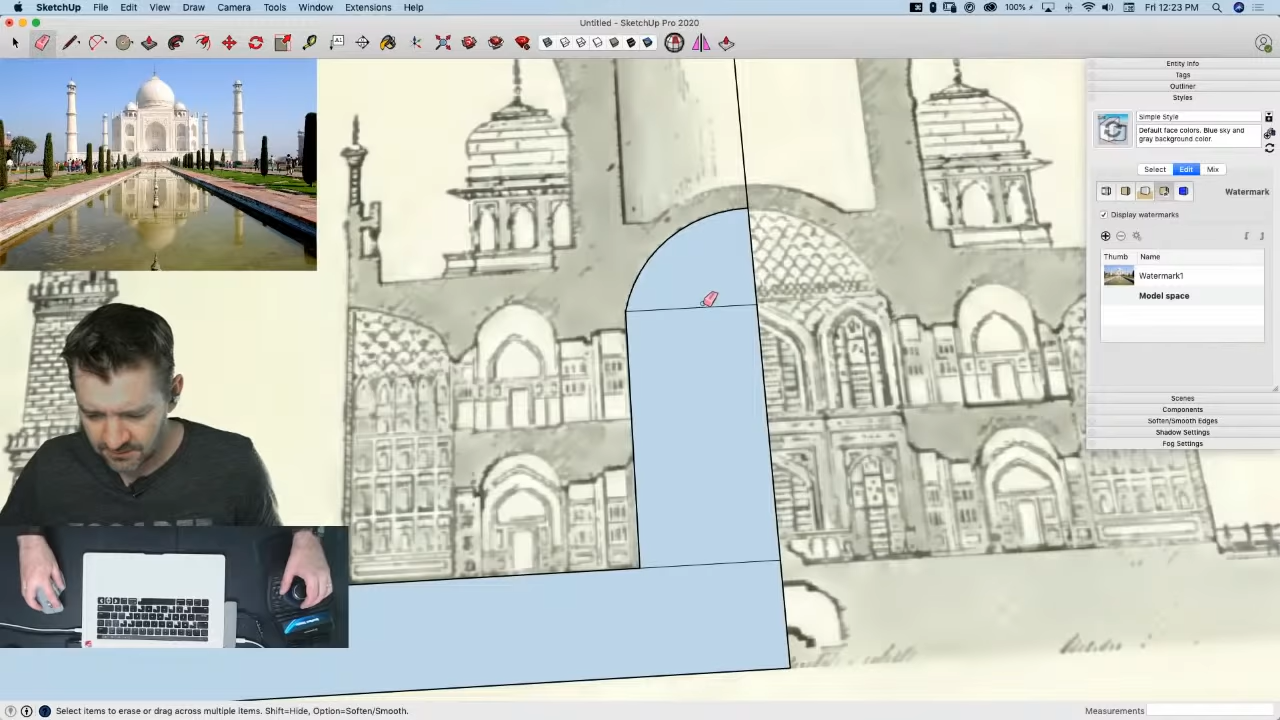 SketchUp File Edit View Draw Camera Tools Window Extensions Help
100% Fri 12:23 PM
Untitled - SketchUp Pro 2020
Entity Info
Tags
Outliner
Styles
Simple Style
Default face colors. Blue sky and
gray background color.
Select Edit Mix
Watermark
Display watermarks
Thumb Name
Watermark1
Model space
Scenes
Components
Soften/Smooth Edges
Shadow Settings
Fog Settings
Select items to erase or drag across multiple items. Shift=Hide, Option=Soften/Smooth.
Measurements